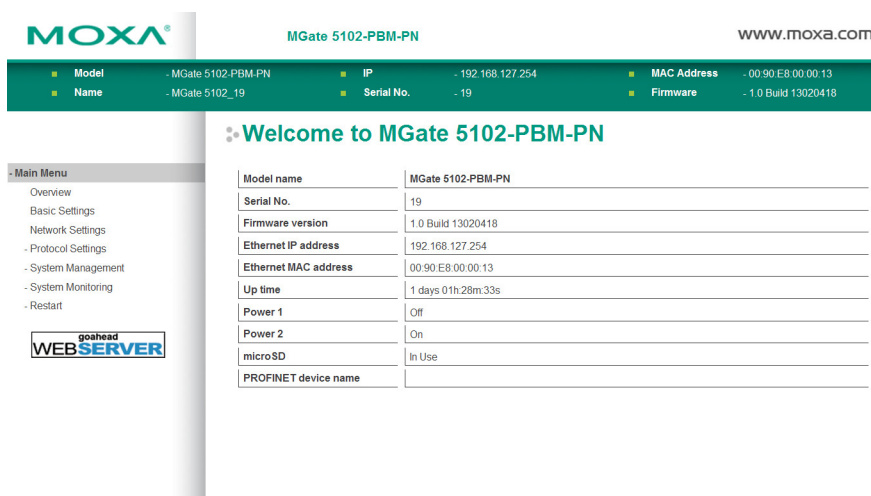 MOXA®
MGate 5102-PBM-PN
www.moxa.com
Model - MGate 5102-PBM-PN IP - 192.168.127.254 MAC Address - 00:90:E8:00:00:13
Name - MGate 5102_19 Serial No. - 19 Firmware - 1.0 Build 13020418
Welcome to MGate 5102-PBM-PN
- Main Menu
Overview
Basic Settings
Network Settings
- Protocol Settings
- System Management
- System Monitoring
- Restart
goahead
WEBSERVER
Model name MGate 5102-PBM-PN
Serial No. 19
Firmware version 1.0 Build 13020418
Ethernet IP address 192.168.127.254
Ethernet MAC address 00:90:E8:00:00:13
Up time 1 days 01h:28m:33s
Power 1 Off
Power 2 On
microSD In Use
PROFINET device name